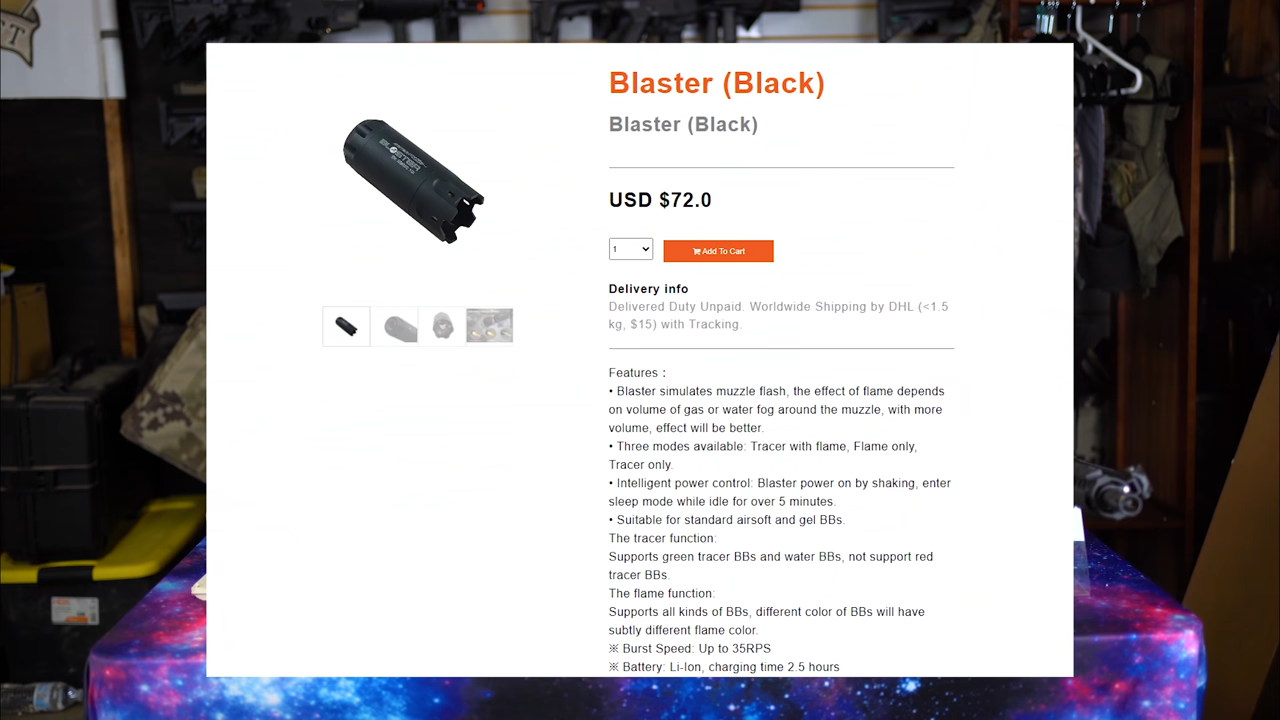 Blaster (Black)
Blaster (Black)
USD $72.0
1
Add To Cart
Delivery info
Delivered Duty Unpaid. Worldwide Shipping by DHL (<1.5
kg, $15) with Tracking.
Features :
• Blaster simulates muzzle flash, the effect of flame depends
on volume of gas or water fog around the muzzle, with more
volume, effect will be better.
• Three modes available: Tracer with flame, Flame only,
Tracer only.
• Intelligent power control: Blaster power on by shaking, enter
sleep mode while idle for over 5 minutes.
• Suitable for standard airsoft and gel BBs.
The tracer function:
Supports green tracer BBs and water BBs, not support red
tracer BBs.
The flame function:
Supports all kinds of BBs, different color of BBs will have
subtly different flame color.
※ Burst Speed: Up to 35RPS
※ Battery: Li-Ion, charging time 2.5 hours
BLASTER